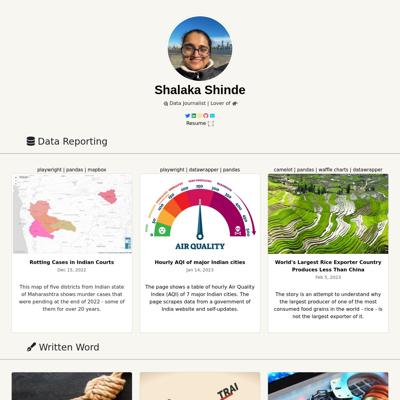 Shalaka Shinde
Data Journalist | Lover of
Resume
Data Reporting
playwright | pandas | mapbox
playwright | datawrapper | pandas
camelot | pandas | waffle charts | datawrapper
AIR QUALITY
Rotting Cases in Indian Courts
Dec 15, 2022
This map of five districts from Indian state
of Maharashtra shows murder cases that
were pending at the end of 2022 - some of
them for over 20 years.
Hourly AQI of major Indian cities
Jan 14, 2023
The page shows a table of hourly Air Quality
Index (AQI) of 7 major Indian cities. The
page scrapes data from a government of
India website and self-updates.
World's Largest Rice Exporter Country
Produces Less Than China
Feb 5, 2023
The story is an attempt to understand why
the largest producer of one of the most
consumed food grains in the world - rice - is
not the largest exporter of it.
Written Word
TRAI